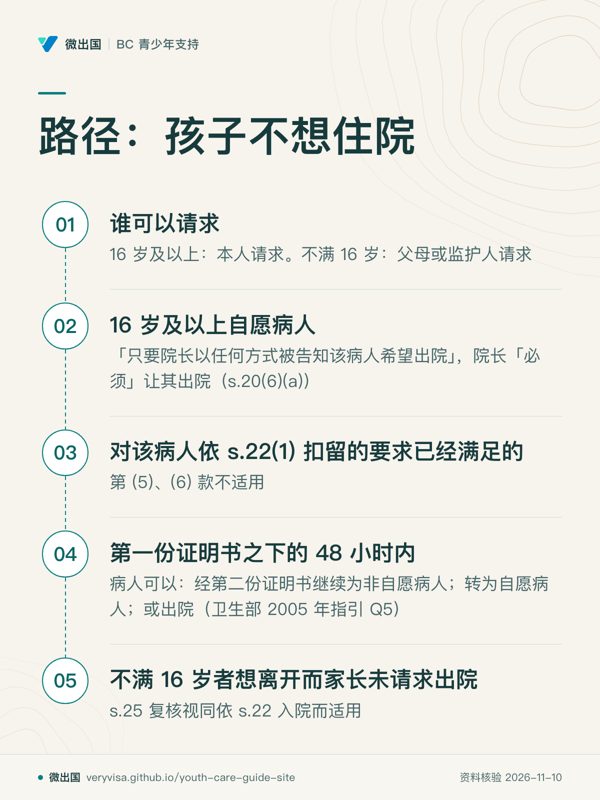 微出国 | BC 青少年支持
路径：孩子不想住院
01 谁可以请求
16 岁及以上：本人请求。不满 16 岁：父母或监护人请求
02 16 岁及以上自愿病人
「只要院长以任何方式被告知该病人希望出院」，院长「必
须」让其出院（s.20(6)(a)）
03 对该病人依 s.22(1) 扣留的要求已经满足的
第 (5)、(6) 款不适用
04 第一份证明书之下的 48 小时内
病人可以：经第二份证明书继续为非自愿病人；转为自愿病
人；或出院（卫生部 2005 年指引 Q5）
05 不满 16 岁者想离开而家长未请求出院
s.25 复核视同依 s.22 入院而适用
微出国 veryvisa.github.io/youth-care-guide-site 资料核验 2026-11-10